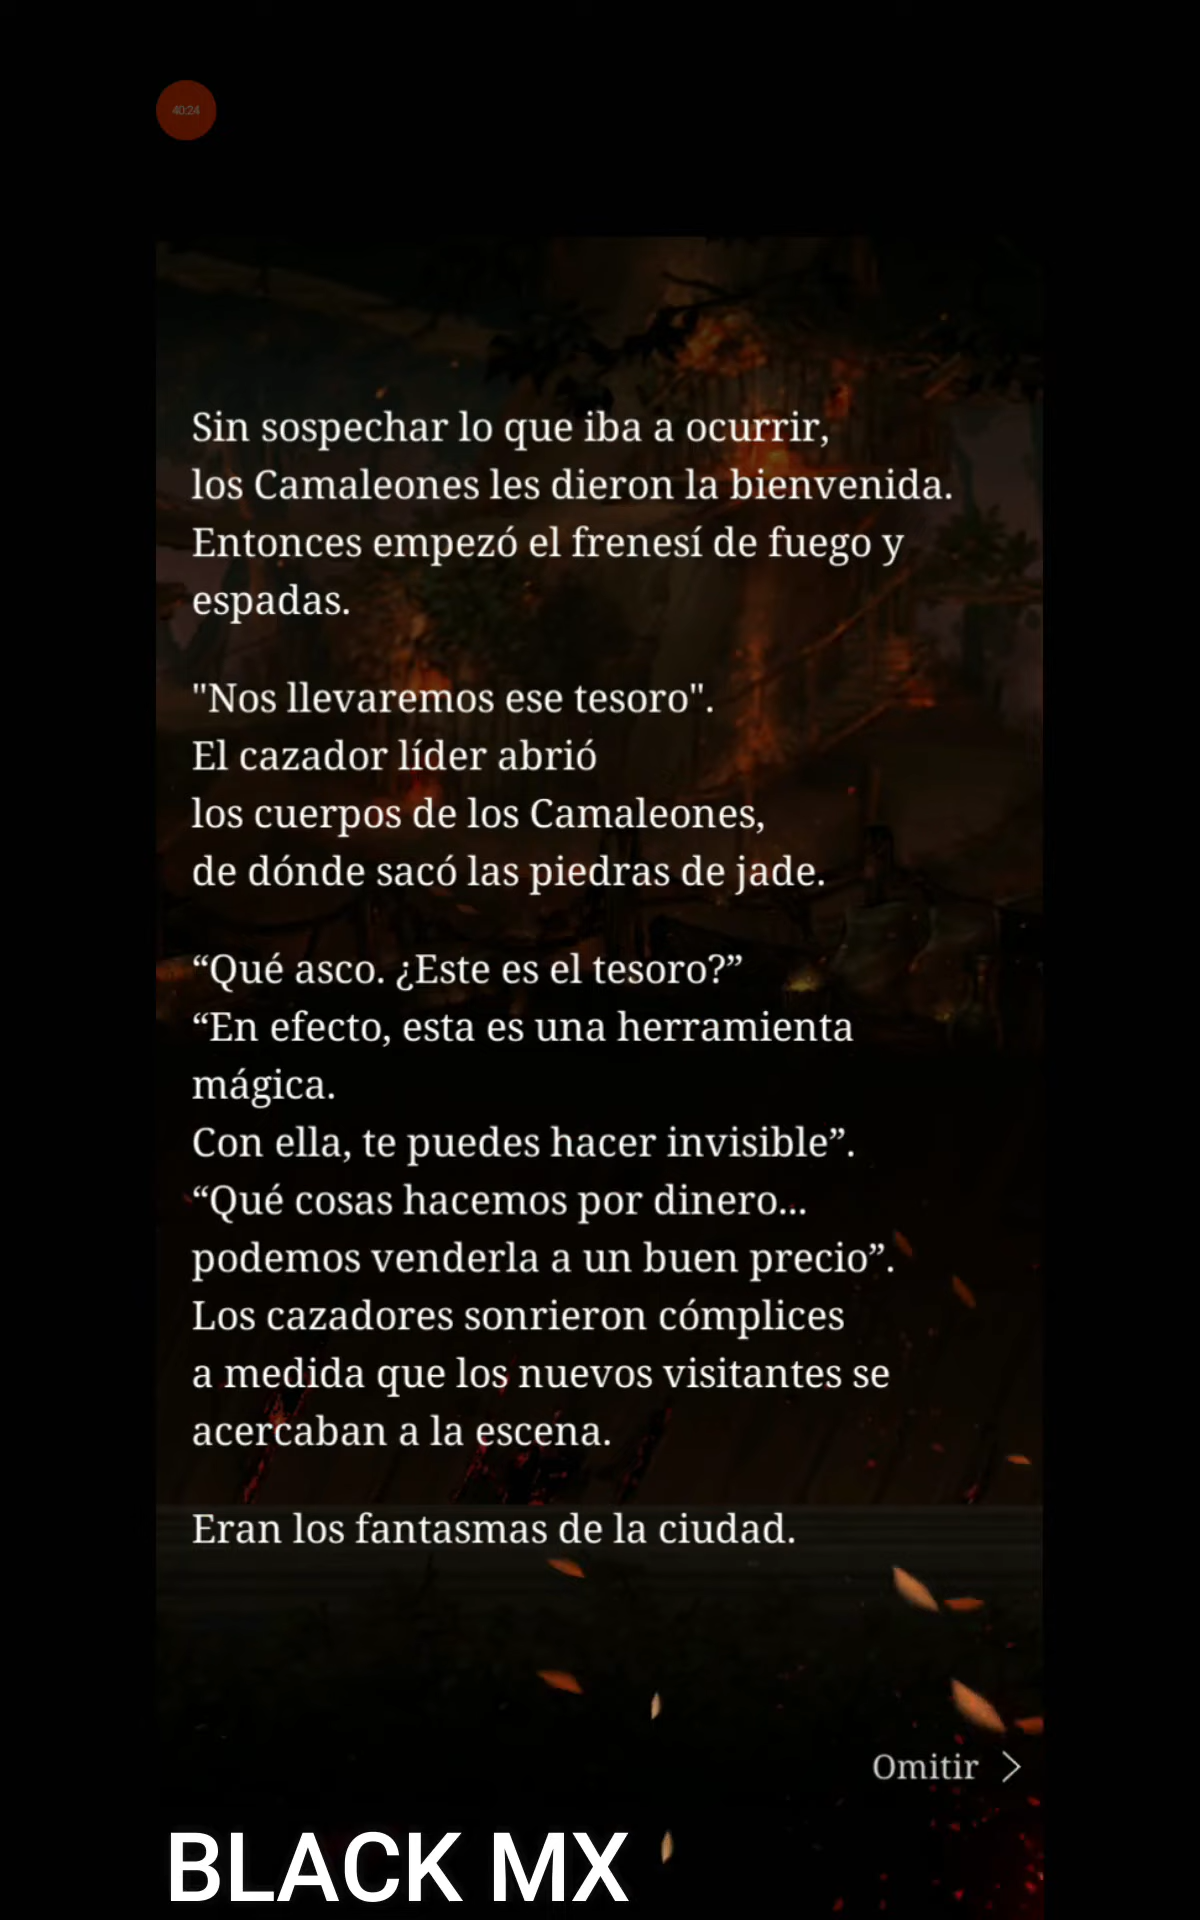 40:24
Sin sospechar lo que iba a ocurrir,
los Camaleones les dieron la bienvenida.
Entonces empezó el frenesí de fuego y
espadas.
"Nos llevaremos ese tesoro".
El cazador líder abrió
los cuerpos de los Camaleones,
de dónde sacó las piedras de jade.
“Qué asco. ¿Este es el tesoro?”
“En efecto, esta es una herramienta
mágica.
Con ella, te puedes hacer invisible”.
“Qué cosas hacemos por dinero...
podemos venderla a un buen precio”.
Los cazadores sonrieron cómplices
a medida que los nuevos visitantes se
acercaban a la escena.
Eran los fantasmas de la ciudad.
Omitir
BLACK MX